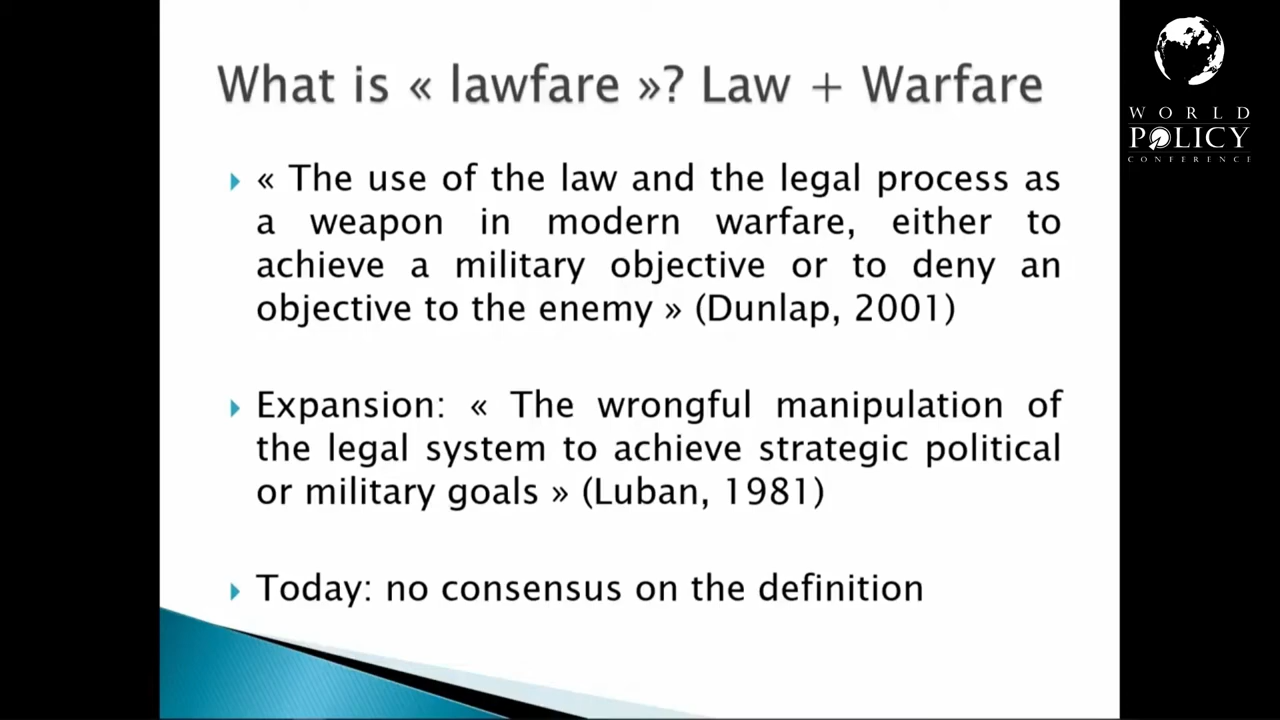 What is « lawfare »? Law + Warfare
« The use of the law and the legal process as
a weapon in modern warfare, either to
achieve a military objective or to deny an
objective to the enemy » (Dunlap, 2001)
Expansion: « The wrongful manipulation of
the legal system to achieve strategic political
or military goals » (Luban, 1981)
Today: no consensus on the definition
WORLD
POLICY
CONFERENCE